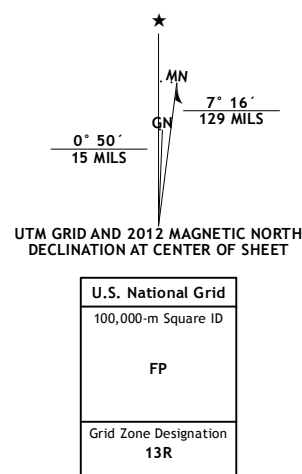 ★
MN
7° 16´
129 MILS
GN
0° 50´
15 MILS
UTM GRID AND 2012 MAGNETIC NORTH
DECLINATION AT CENTER OF SHEET
U.S. National Grid
100,000-m Square ID
FP
Grid Zone Designation
13R